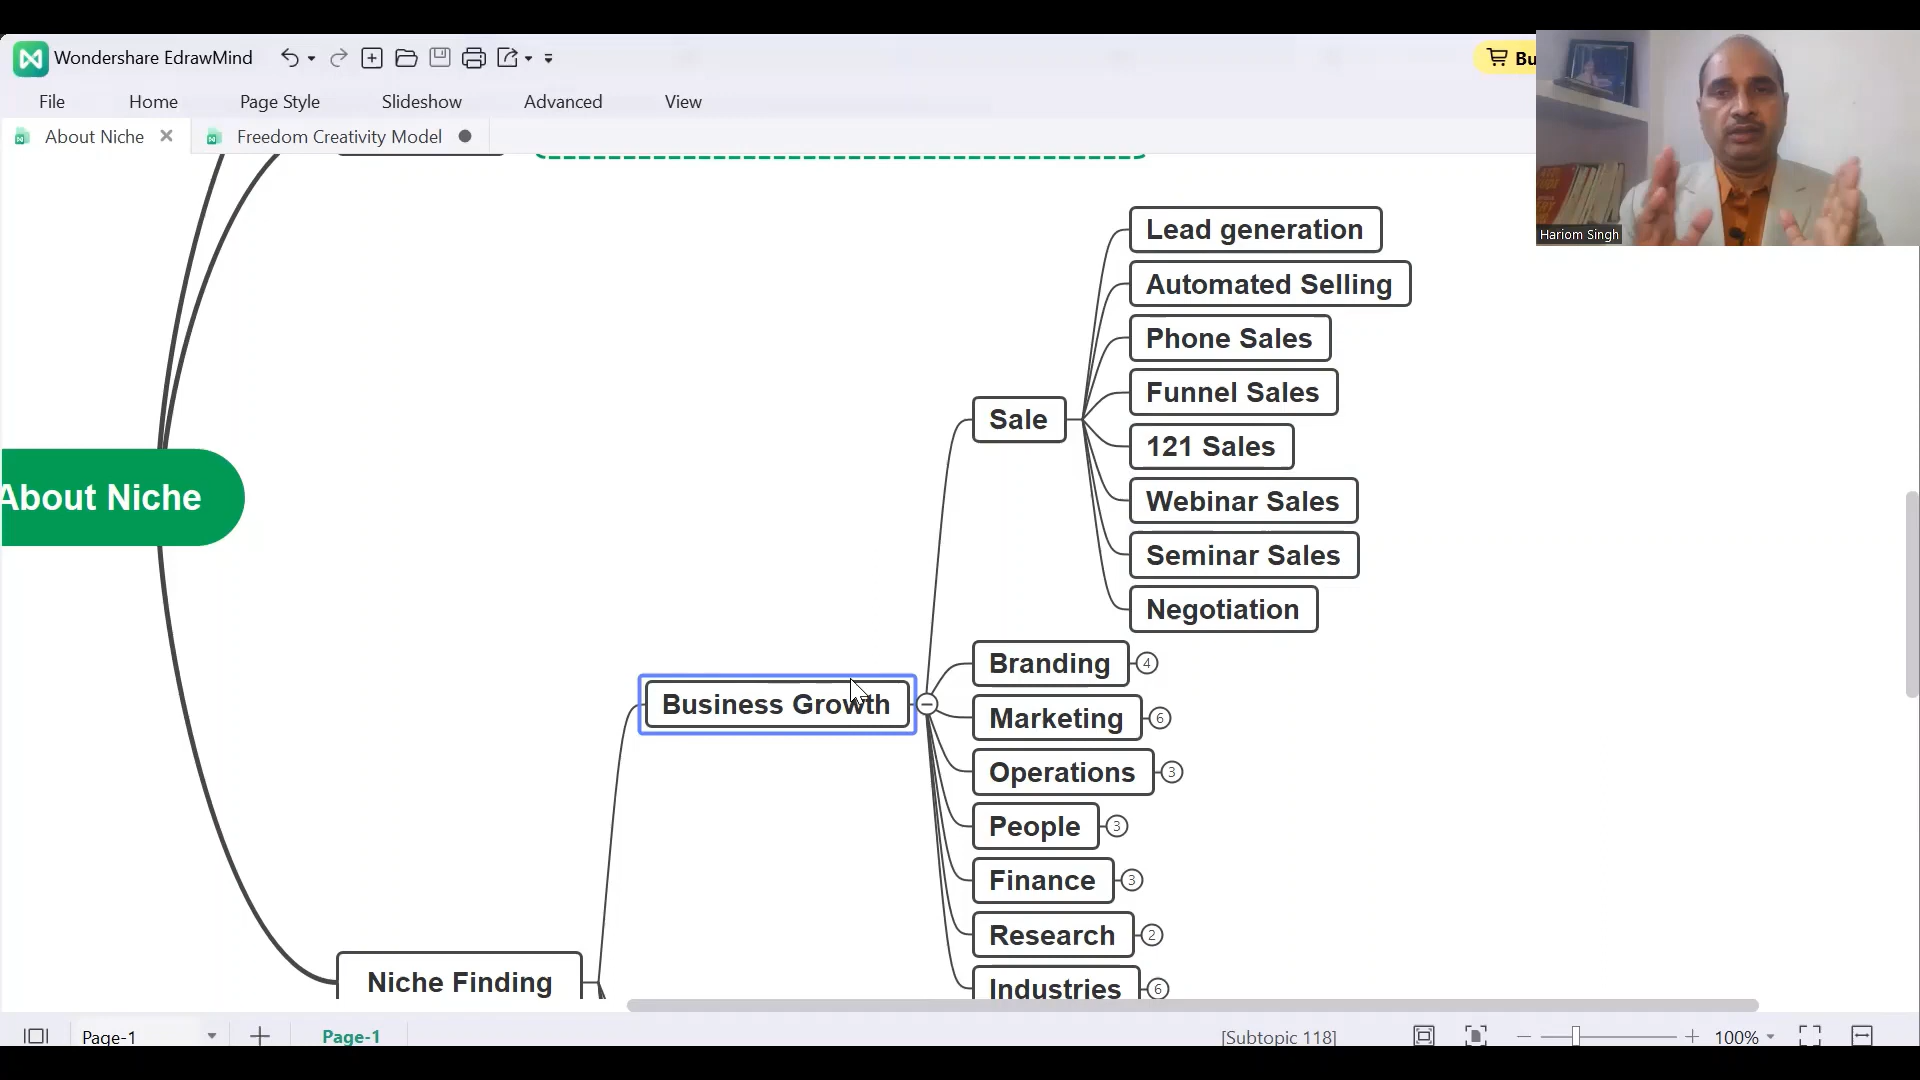 Wondershare EdrawMind
Bu
File Home Page Style Slideshow Advanced View
About Niche Freedom Creativity Model
Hariom Singh
Lead generation
Automated Selling
Phone Sales
Funnel Sales
Sale
121 Sales
About Niche
Webinar Sales
Seminar Sales
Negotiation
Branding 4
Business Growth
Marketing 6
Operations 3
People 3
Finance 3
Research 2
Niche Finding
Industries 6
Page-1 Page-1 [Subtopic 118] 100%